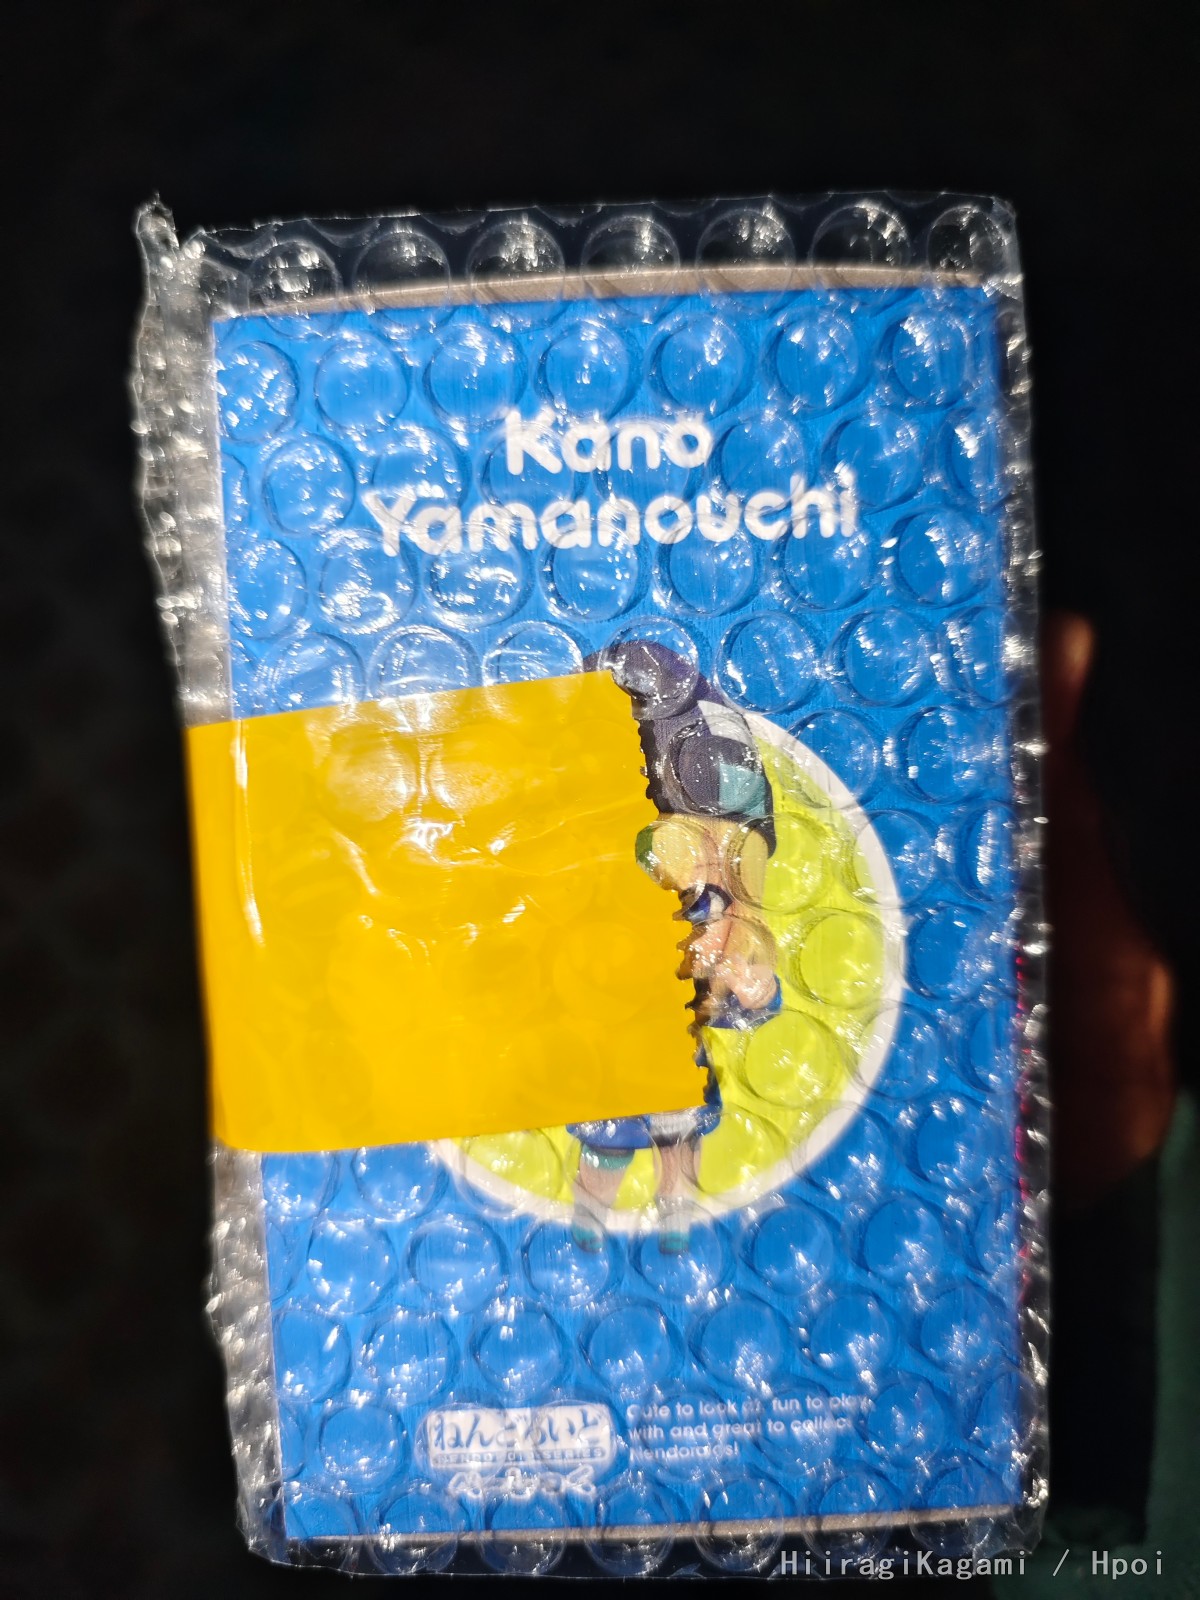 Kano
Yamanouchi
ねんどろいど
Cute to look at, fun to play
with and great to collect
Nendoroids!
HiiragiKagami / Hpoi